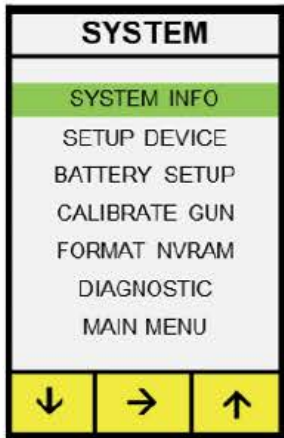 SYSTEM
SYSTEM INFO
SETUP DEVICE
BATTERY SETUP
CALIBRATE GUN
FORMAT NVRAM
DIAGNOSTIC
MAIN MENU
↓ → ↑